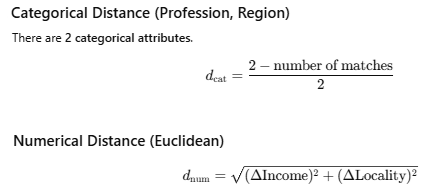 Categorical Distance (Profession, Region)
There are 2 categorical attributes.
d_cat = (2 − number of matches) / 2
Numerical Distance (Euclidean)
d_num = √((ΔIncome)² + (ΔLocality)²)